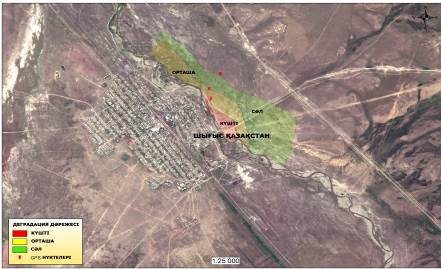 ОРТАША
СӘЛ
КҮШТІ
ШЫҒЫС ҚАЗАҚСТАН
ДЕГРАДАЦИЯ ДӘРЕЖЕСІ
КҮШТІ
ОРТАША
СӘЛ
GPS НҮКТЕЛЕРІ
1:25 000